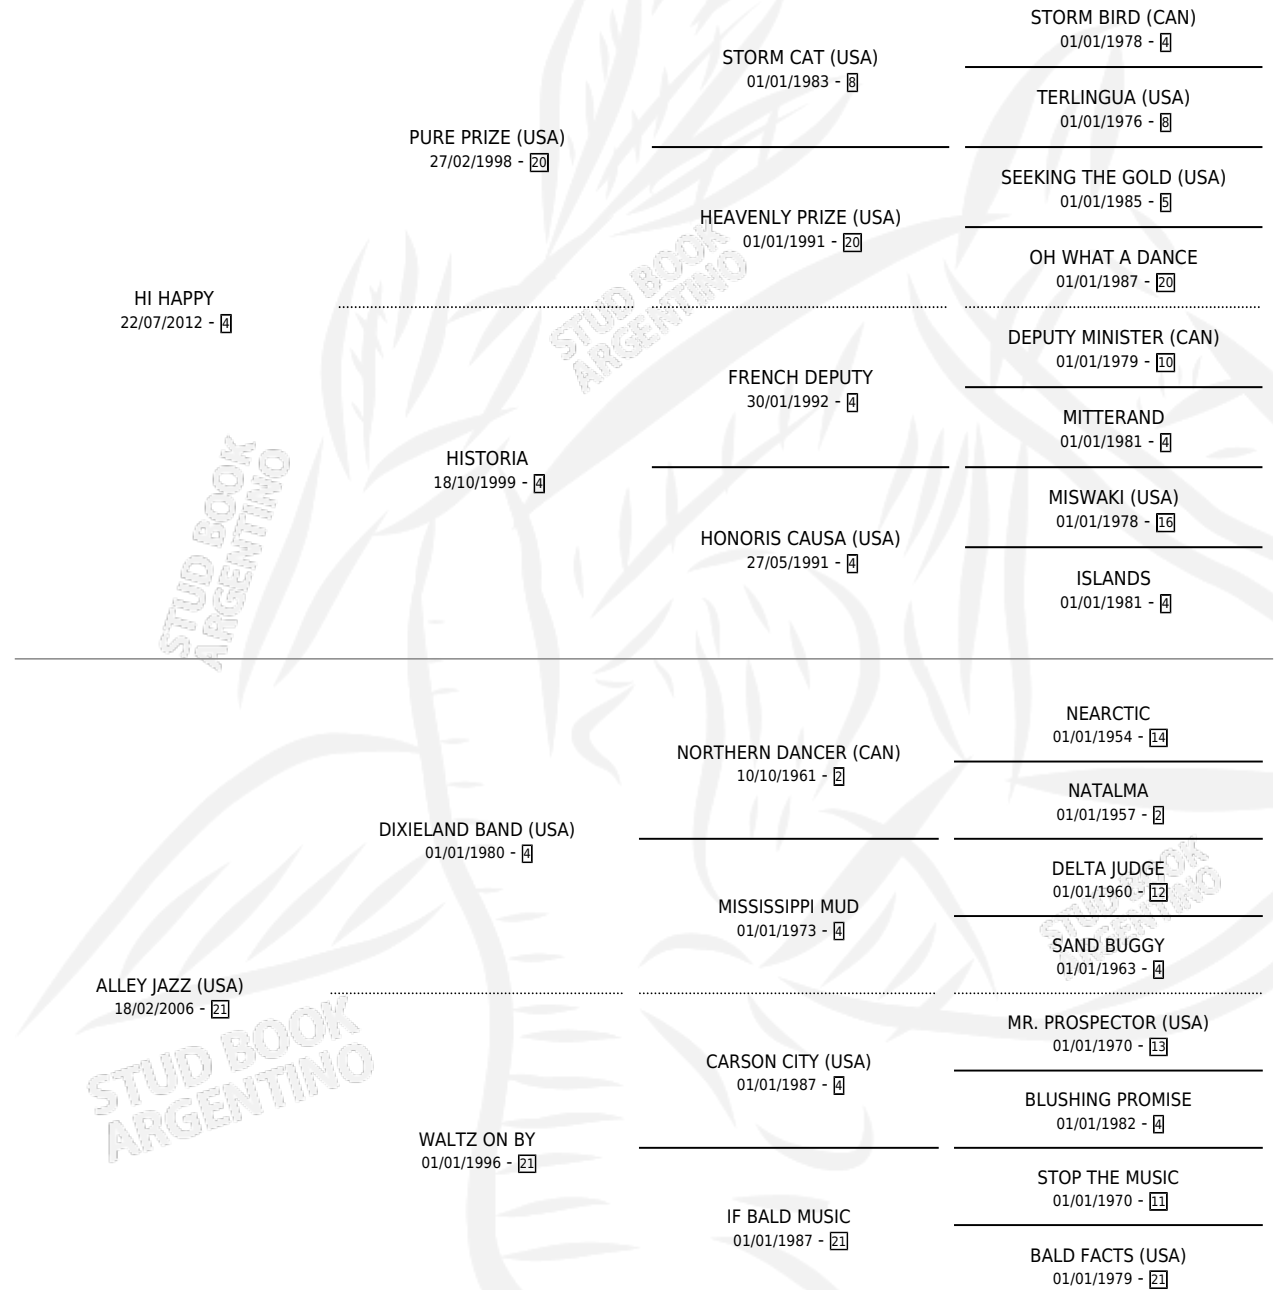 STORM BIRD (CAN)
01/01/1978 - 4
STORM CAT (USA)
01/01/1983 - 8
TERLINGUA (USA)
01/01/1976 - 8
PURE PRIZE (USA)
27/02/1998 - 20
SEEKING THE GOLD (USA)
01/01/1985 - 5
HEAVENLY PRIZE (USA)
01/01/1991 - 20
OH WHAT A DANCE
01/01/1987 - 20
HI HAPPY
22/07/2012 - 4
DEPUTY MINISTER (CAN)
01/01/1979 - 10
FRENCH DEPUTY
30/01/1992 - 4
MITTERAND
01/01/1981 - 4
HISTORIA
18/10/1999 - 4
MISWAKI (USA)
01/01/1978 - 16
HONORIS CAUSA (USA)
27/05/1991 - 4
ISLANDS
01/01/1981 - 4
STUD BOOK
ARGENTINO
STUD BOOK
ARGENTINO
NEARCTIC
01/01/1954 - 14
NORTHERN DANCER (CAN)
10/10/1961 - 2
NATALMA
01/01/1957 - 2
DIXIELAND BAND (USA)
01/01/1980 - 4
DELTA JUDGE
01/01/1960 - 12
MISSISSIPPI MUD
01/01/1973 - 4
SAND BUGGY
01/01/1963 - 4
ALLEY JAZZ (USA)
18/02/2006 - 21
MR. PROSPECTOR (USA)
01/01/1970 - 13
CARSON CITY (USA)
01/01/1987 - 4
BLUSHING PROMISE
01/01/1982 - 4
WALTZ ON BY
01/01/1996 - 21
STOP THE MUSIC
01/01/1970 - 11
IF BALD MUSIC
01/01/1987 - 21
BALD FACTS (USA)
01/01/1979 - 21
STUD BOOK
ARGENTINO
STUD BOOK
ARGENTINO